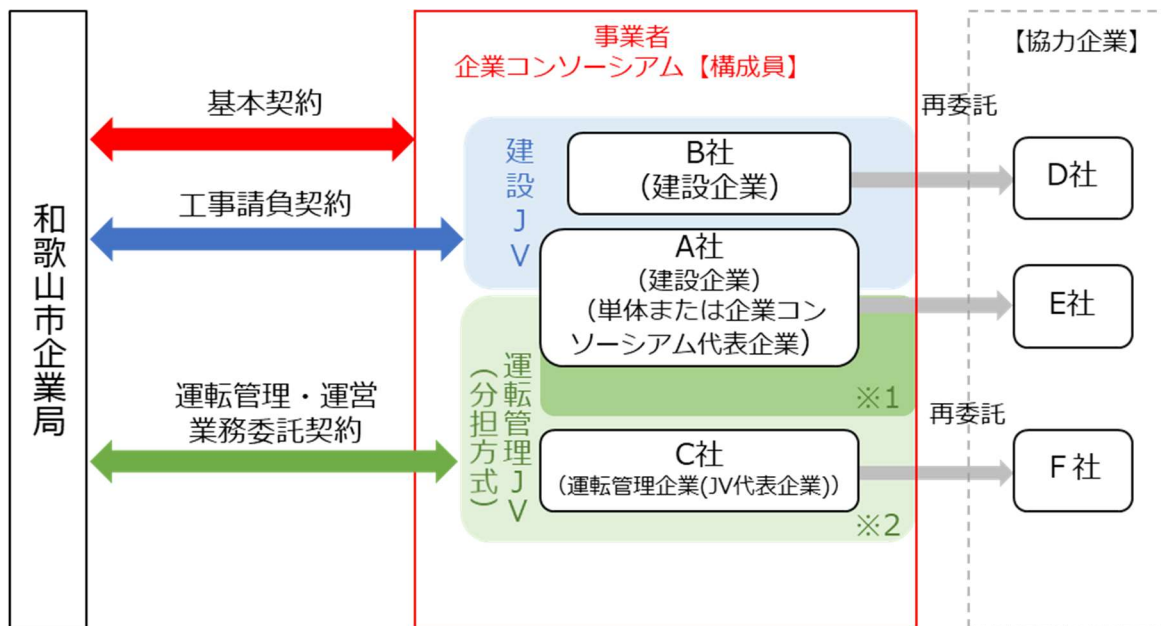 事業者
企業コンソーシアム【構成員】
【協力企業】
基本契約
再委託
建設JV
B社
(建設企業)
D社
工事請負契約
和歌山市企業局
A社
(建設企業)
(単体または企業コン
ソーシアム代表企業)
E社
※1
運転管理JV
(分担方式)
運転管理・運営
業務委託契約
再委託
C社
(運転管理企業(JV代表企業))
F社
※2